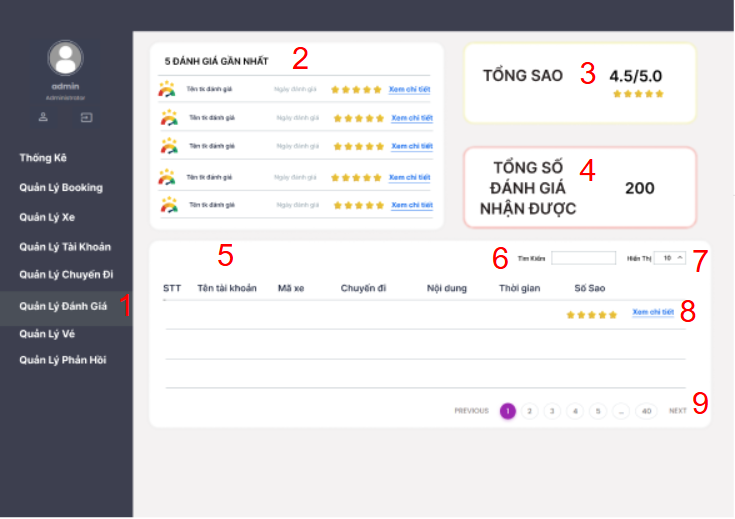 admin
Administrator
Thống Kê
Quản Lý Booking
Quản Lý Xe
Quản Lý Tài Khoản
Quản Lý Chuyến Đi
Quản Lý Đánh Giá 1
Quản Lý Vé
Quản Lý Phản Hồi
5 ĐÁNH GIÁ GẦN NHẤT 2
Tên tk đánh giá Ngày đánh giá Xem chi tiết
Tên tk đánh giá Ngày đánh giá Xem chi tiết
Tên tk đánh giá Ngày đánh giá Xem chi tiết
Tên tk đánh giá Ngày đánh giá Xem chi tiết
Tên tk đánh giá Ngày đánh giá Xem chi tiết
TỔNG SAO 3 4.5/5.0
TỔNG SỐ
ĐÁNH GIÁ 4 200
NHẬN ĐƯỢC
5 6 Tìm Kiếm Hiển Thị 10 7
STT Tên tài khoản Mã xe Chuyến đi Nội dung Thời gian Số Sao
Xem chi tiết 8
PREVIOUS 1 2 3 4 5 ... 40 NEXT 9